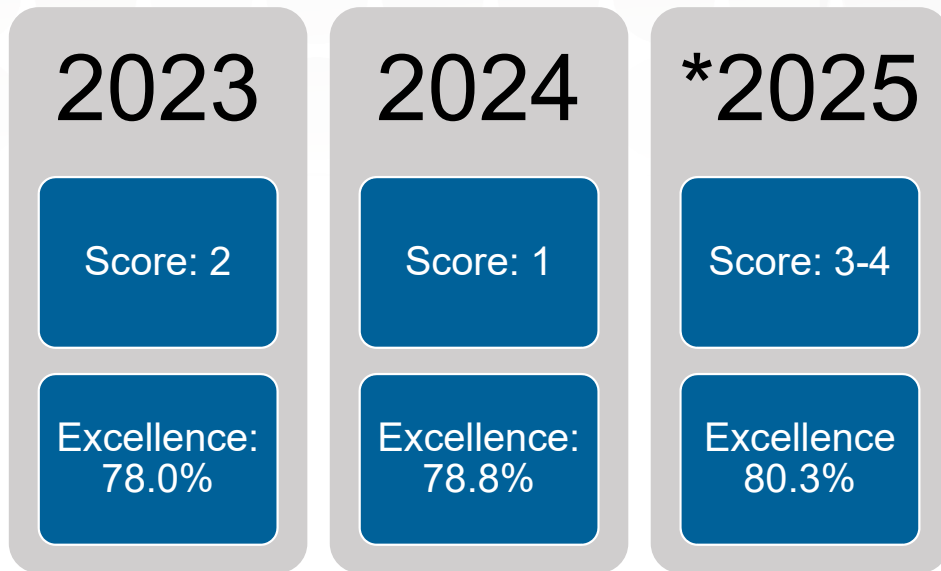 2023
Score: 2
Excellence:
78.0%
2024
Score: 1
Excellence:
78.8%
*2025
Score: 3-4
Excellence
80.3%